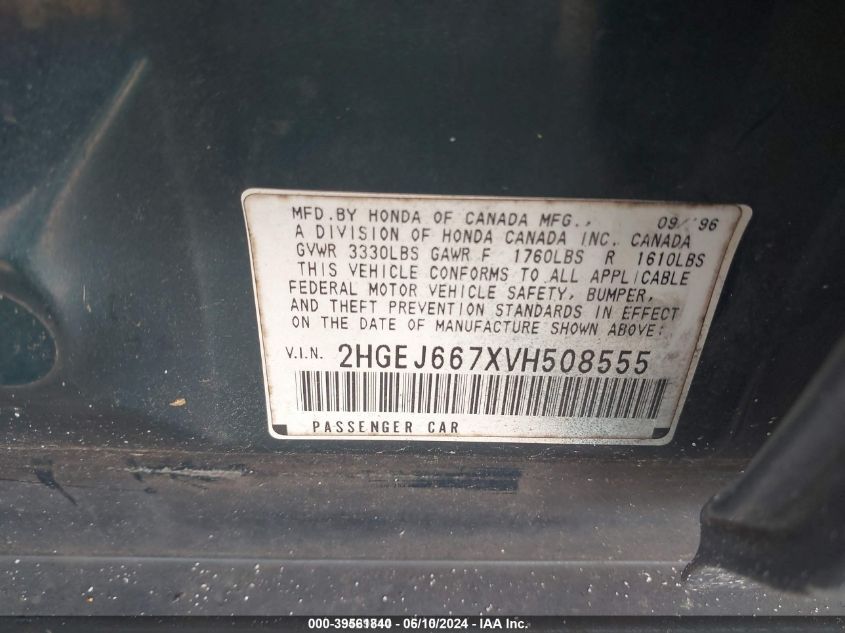 MFD.BY HONDA OF CANADA MFG., 09/'96
A DIVISION OF HONDA CANADA INC. CANADA
GVWR 3330LBS GAWR F 1760LBS R 1610LBS
THIS VEHICLE CONFORMS TO ALL APPLICABLE
FEDERAL MOTOR VEHICLE SAFETY, BUMPER,
AND THEFT PREVENTION STANDARDS IN EFFECT
ON THE DATE OF MANUFACTURE SHOWN ABOVE:
V.I.N. 2HGEJ667XVH508555
PASSENGER CAR
000-39561840 - 06/10/2024 - IAA Inc.